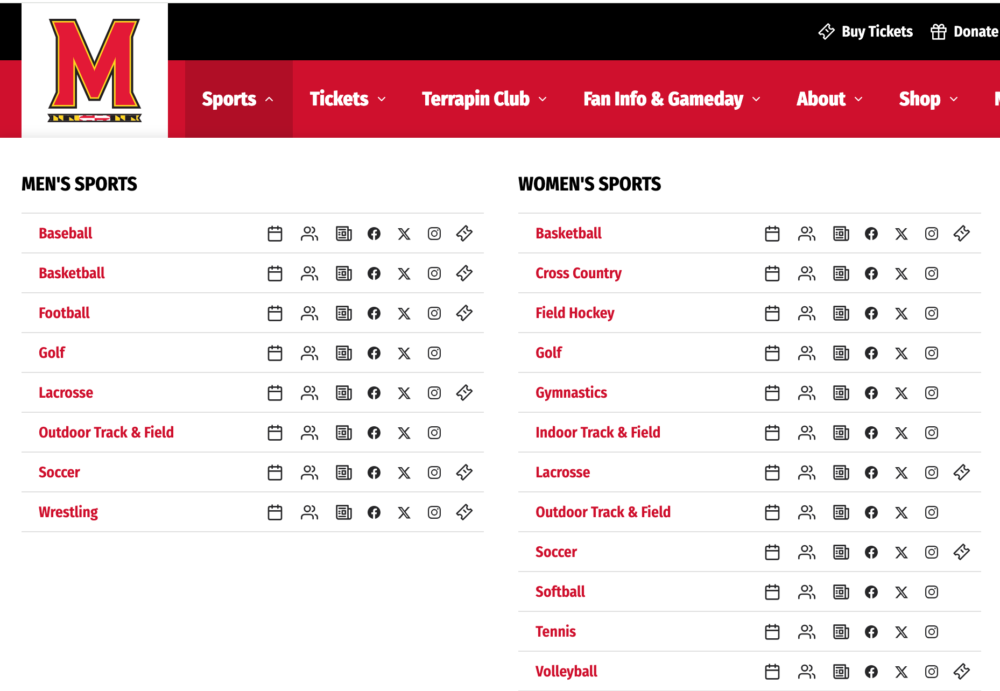 M
Buy Tickets
Donate
Sports
Tickets
Terrapin Club
Fan Info & Gameday
About
Shop
MEN'S SPORTS
Baseball
Basketball
Football
Golf
Lacrosse
Outdoor Track & Field
Soccer
Wrestling
WOMEN'S SPORTS
Basketball
Cross Country
Field Hockey
Golf
Gymnastics
Indoor Track & Field
Lacrosse
Outdoor Track & Field
Soccer
Softball
Tennis
Volleyball